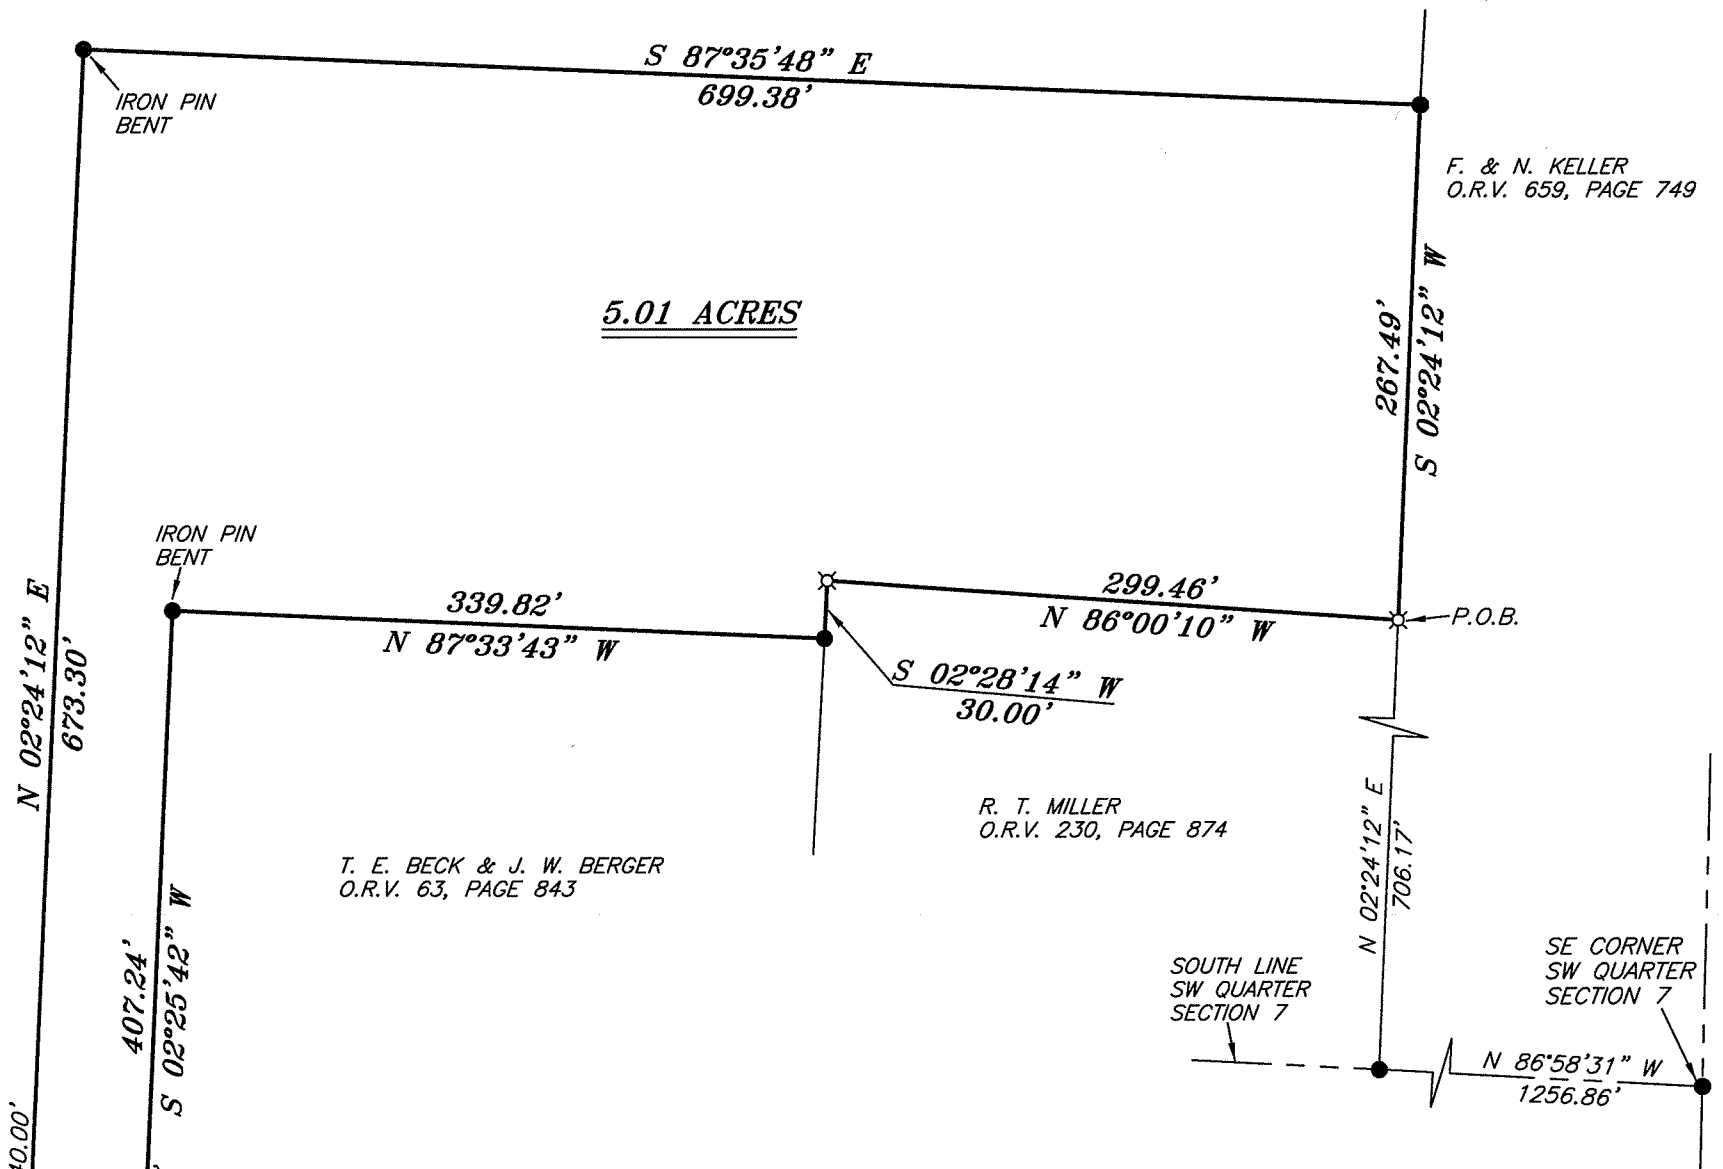 S 87°35'48" E
699.38'
IRON PIN
BENT
F. & N. KELLER
O.R.V. 659, PAGE 749
5.01 ACRES
267.49'
S 02°24'12" W
IRON PIN
BENT
339.82'
N 87°33'43" W
299.46'
N 86°00'10" W
P.O.B.
S 02°28'14" W
30.00'
N 02°24'12" E
673.30'
R. T. MILLER
O.R.V. 230, PAGE 874
T. E. BECK & J. W. BERGER
O.R.V. 63, PAGE 843
N 02°24'12" E
706.17'
407.24'
S 02°25'42" W
SOUTH LINE
SW QUARTER
SECTION 7
SE CORNER
SW QUARTER
SECTION 7
N 86°58'31" W
1256.86'